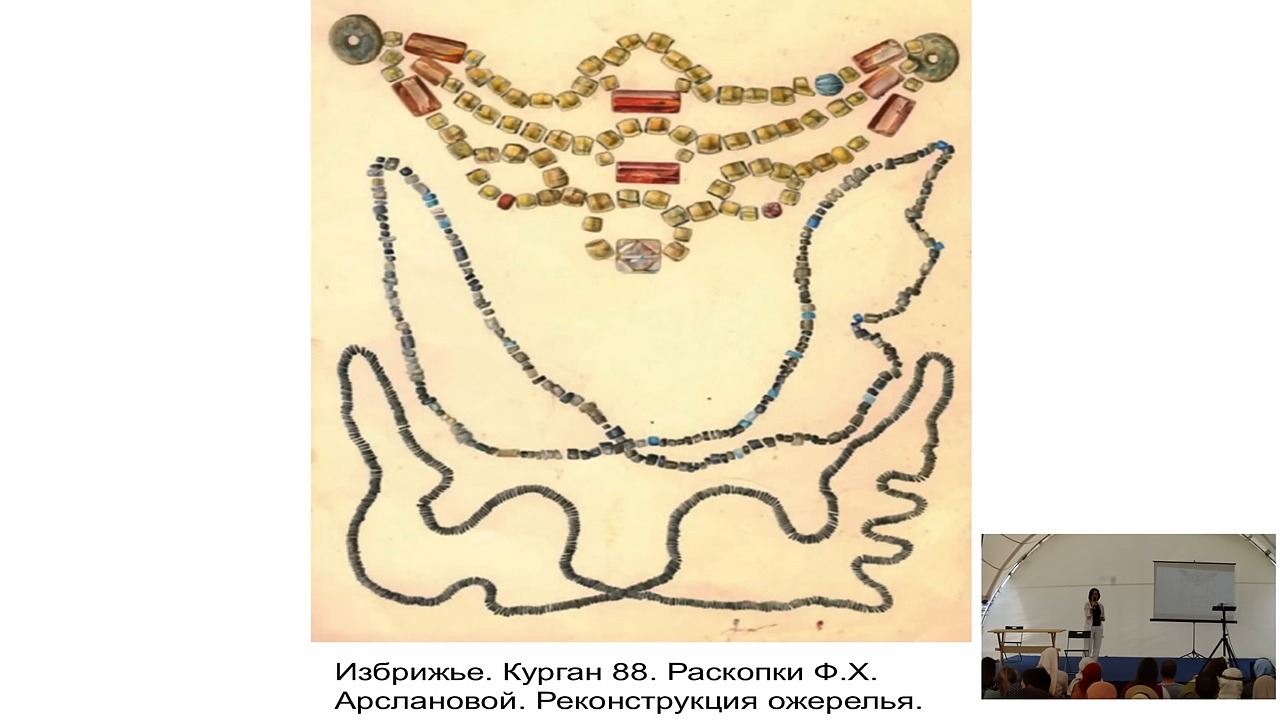 Избрижье. Курган 88. Раскопки Ф.Х.
Арслановой. Реконструкция ожерелья.